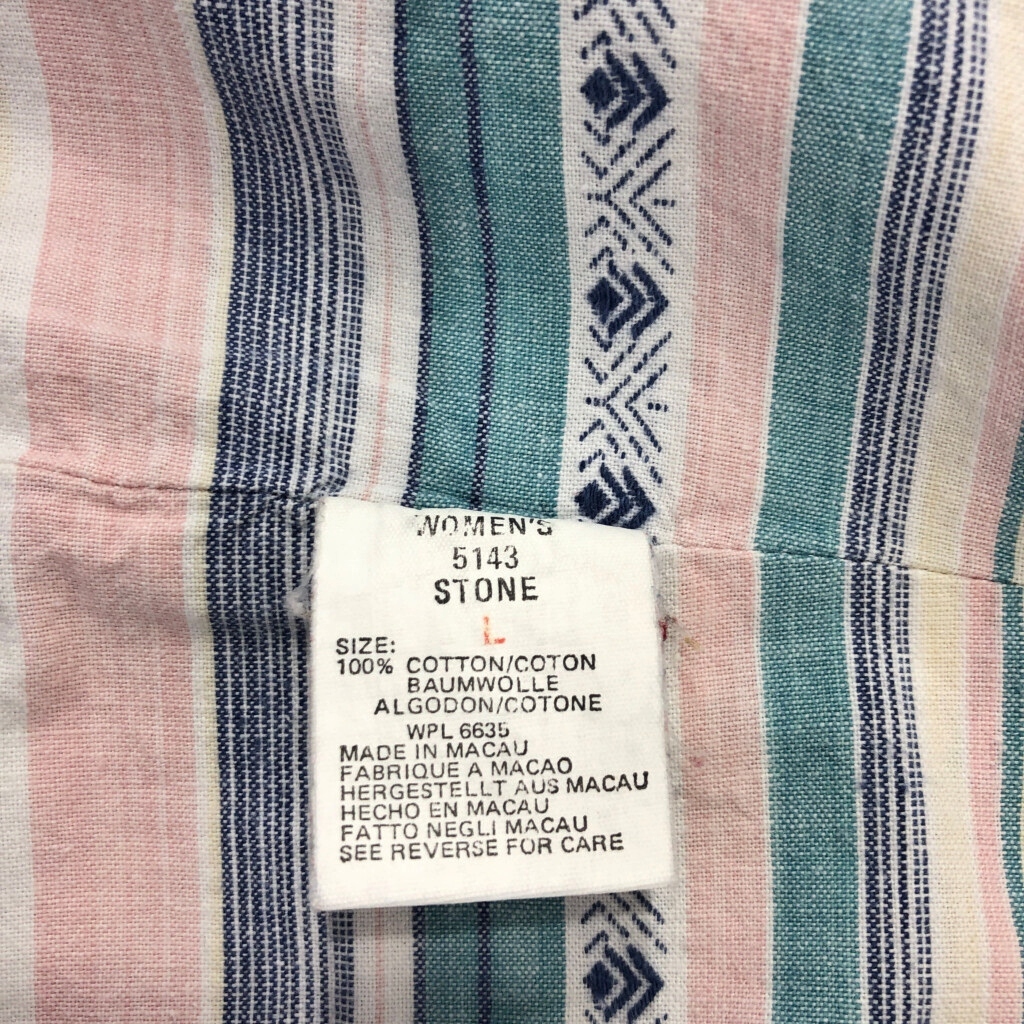 WOMEN'S
5143
STONE
L
SIZE:
100% COTTON/COTON
BAUMWOLLE
ALGODON/COTONE
WPL 6635
MADE IN MACAU
FABRIQUE A MACAO
HERGESTELLT AUS MACAU
HECHO EN MACAU
FATTO NEGLI MACAU
SEE REVERSE FOR CARE